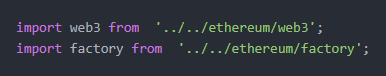 import web3 from  '../../ethereum/web3';
import factory from  '../../ethereum/factory';